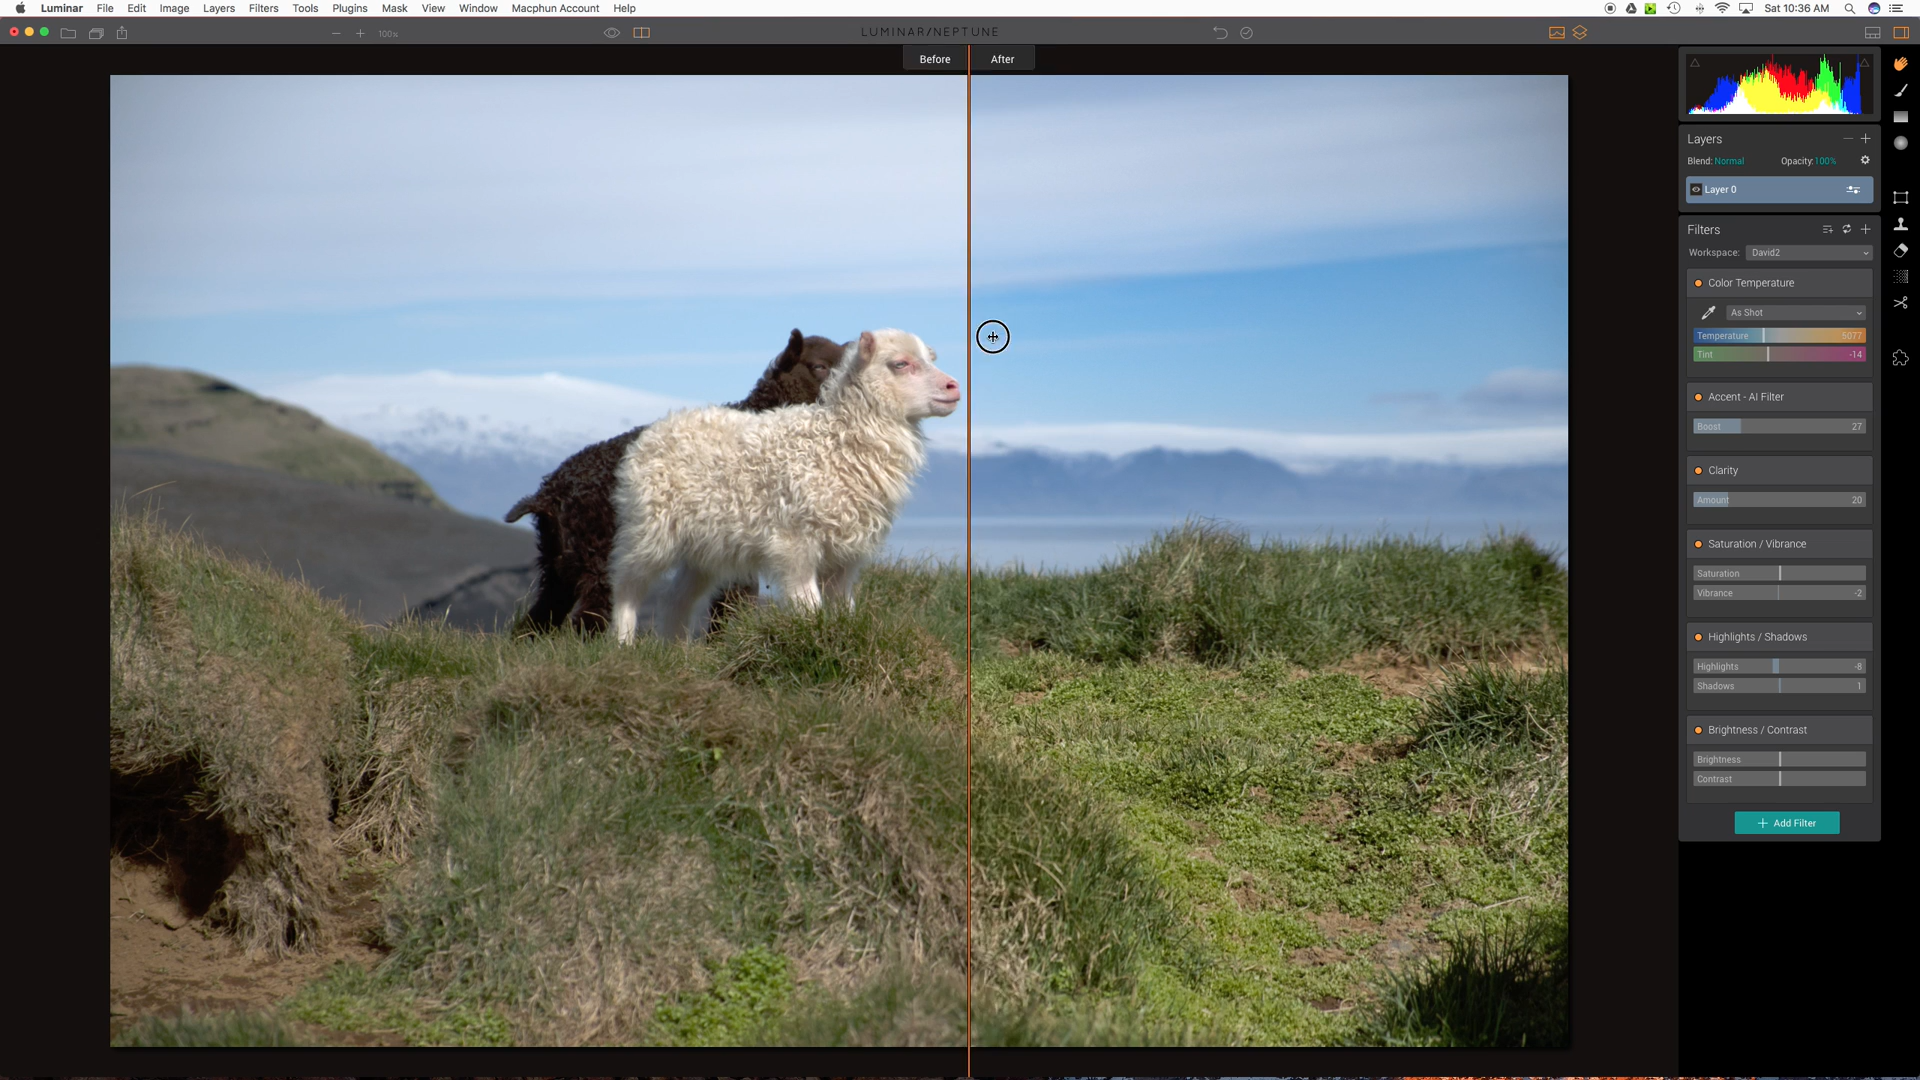 Luminar File Edit Image Layers Filters Tools Plugins Mask View Window Macphun Account Help Sat 10:36 AM
100%
LUMINAR/NEPTUNE
Before After
Layers
Blend: Normal Opacity: 100%
Layer 0
Filters
Workspace: David2
Color Temperature
As Shot
Temperature 5077
Tint -14
Accent - AI Filter
Boost 27
Clarity
Amount 20
Saturation / Vibrance
Saturation
Vibrance -2
Highlights / Shadows
Highlights -8
Shadows 1
Brightness / Contrast
Brightness
Contrast
+ Add Filter